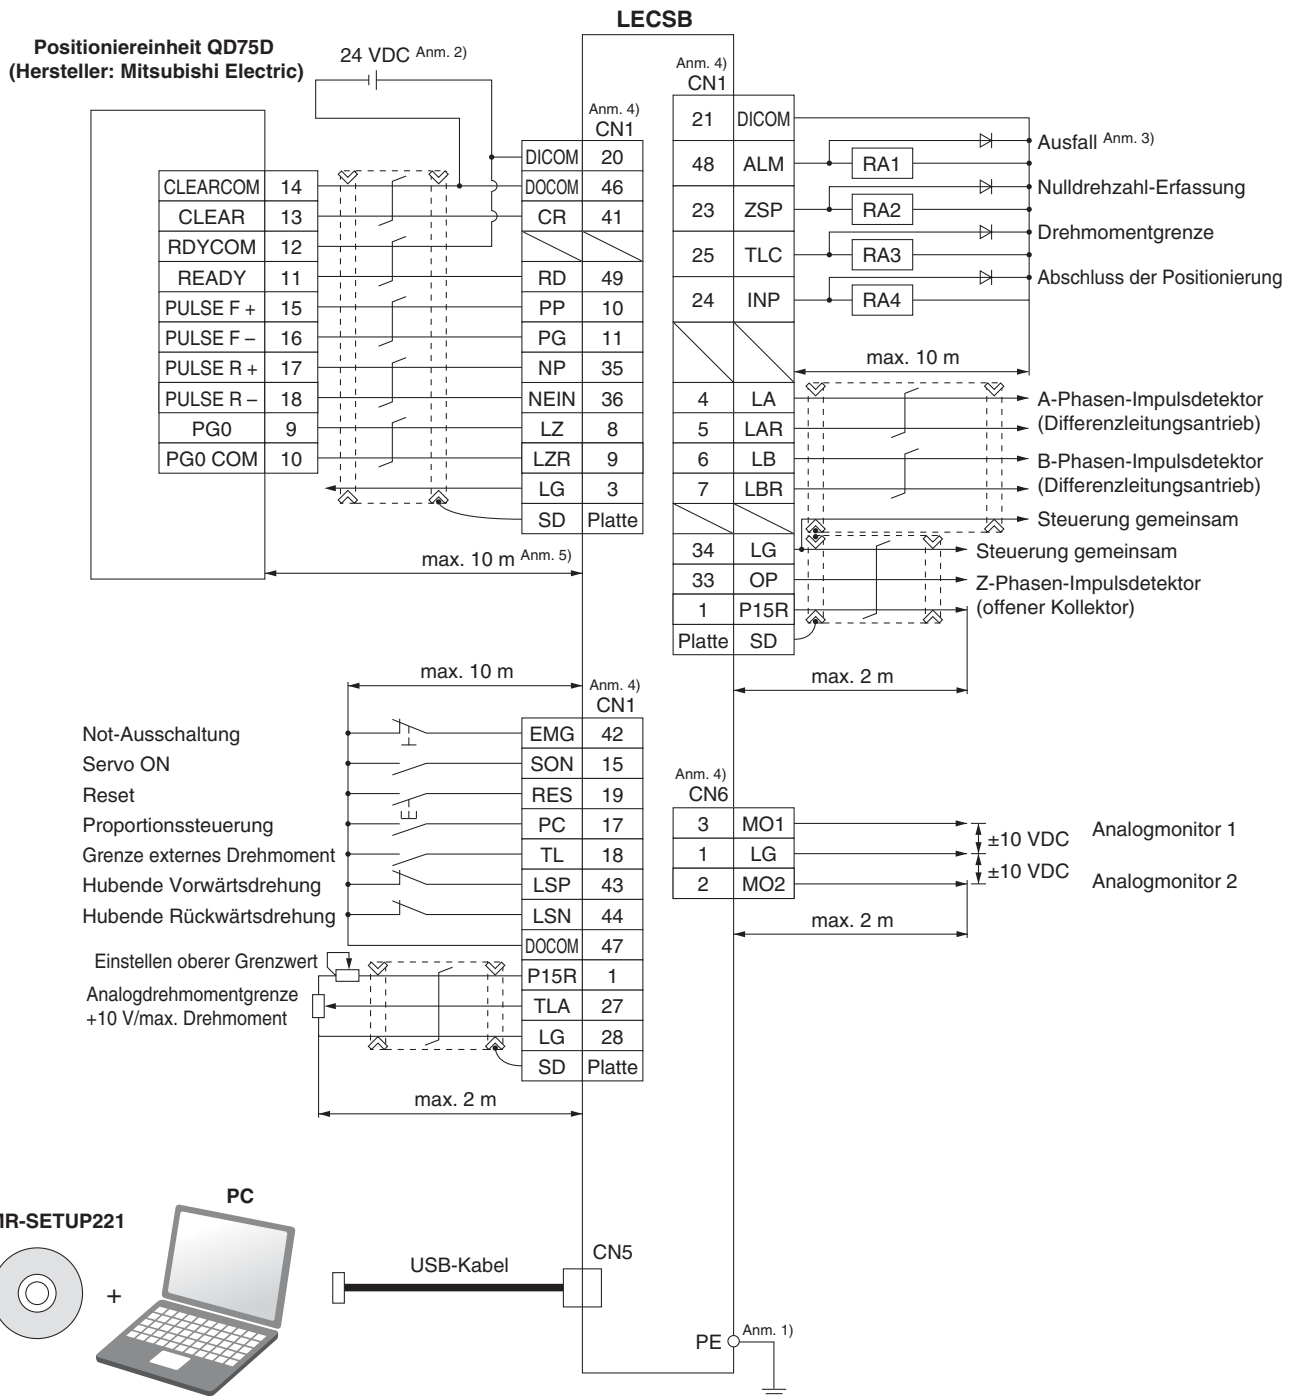 LECSB
Positioniereinheit QD75D
(Hersteller: Mitsubishi Electric)
24 VDC Anm. 2)
Anm. 4)
CN1
DICOM 20
CLEARCOM 14 DOCOM 46
CLEAR 13 CR 41
RDYCOM 12
READY 11 RD 49
PULSE F + 15 PP 10
PULSE F – 16 PG 11
PULSE R + 17 NP 35
PULSE R – 18 NEIN 36
PG0 9 LZ 8
PG0 COM 10 LZR 9
LG 3
SD Platte
max. 10 m Anm. 5)
Anm. 4)
CN1
21 DICOM
48 ALM RA1 Ausfall Anm. 3)
23 ZSP RA2 Nulldrehzahl-Erfassung
25 TLC RA3 Drehmomentgrenze
24 INP RA4 Abschluss der Positionierung
max. 10 m
4 LA A-Phasen-Impulsdetektor
5 LAR (Differenzleitungsantrieb)
6 LB B-Phasen-Impulsdetektor
7 LBR (Differenzleitungsantrieb)
Steuerung gemeinsam
34 LG Steuerung gemeinsam
33 OP Z-Phasen-Impulsdetektor
1 P15R (offener Kollektor)
Platte SD
max. 2 m
max. 10 m
Anm. 4)
CN1
Not-Ausschaltung EMG 42
Servo ON SON 15
Reset RES 19
Proportionssteuerung PC 17
Grenze externes Drehmoment TL 18
Hubende Vorwärtsdrehung LSP 43
Hubende Rückwärtsdrehung LSN 44
DOCOM 47
Einstellen oberer Grenzwert P15R 1
Analogdrehmomentgrenze TLA 27
+10 V/max. Drehmoment
LG 28
SD Platte
max. 2 m
Anm. 4)
CN6
3 MO1 Analogmonitor 1
±10 VDC
1 LG
±10 VDC
2 MO2 Analogmonitor 2
max. 2 m
PC
MR-SETUP221
+
USB-Kabel
CN5
PE Anm. 1)